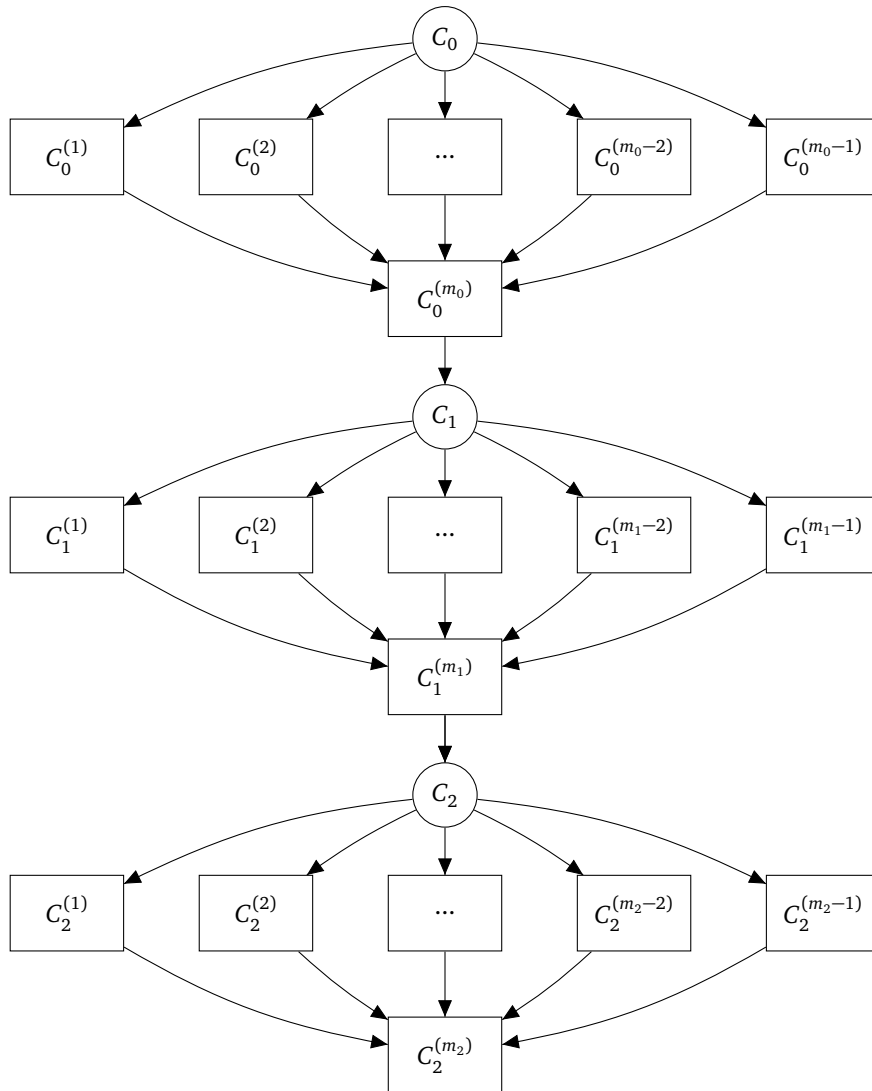 C_0
C_0^{(1)} C_0^{(2)} ... C_0^{(m_0−2)} C_0^{(m_0−1)}
C_0^{(m_0)}
C_1
C_1^{(1)} C_1^{(2)} ... C_1^{(m_1−2)} C_1^{(m_1−1)}
C_1^{(m_1)}
C_2
C_2^{(1)} C_2^{(2)} ... C_2^{(m_2−2)} C_2^{(m_2−1)}
C_2^{(m_2)}